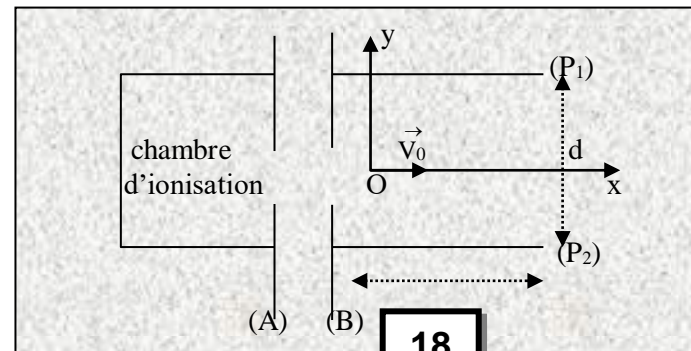 y
(P₁)
chambre
d'ionisation
V₀
d
O
x
(P₂)
(A) (B)
18